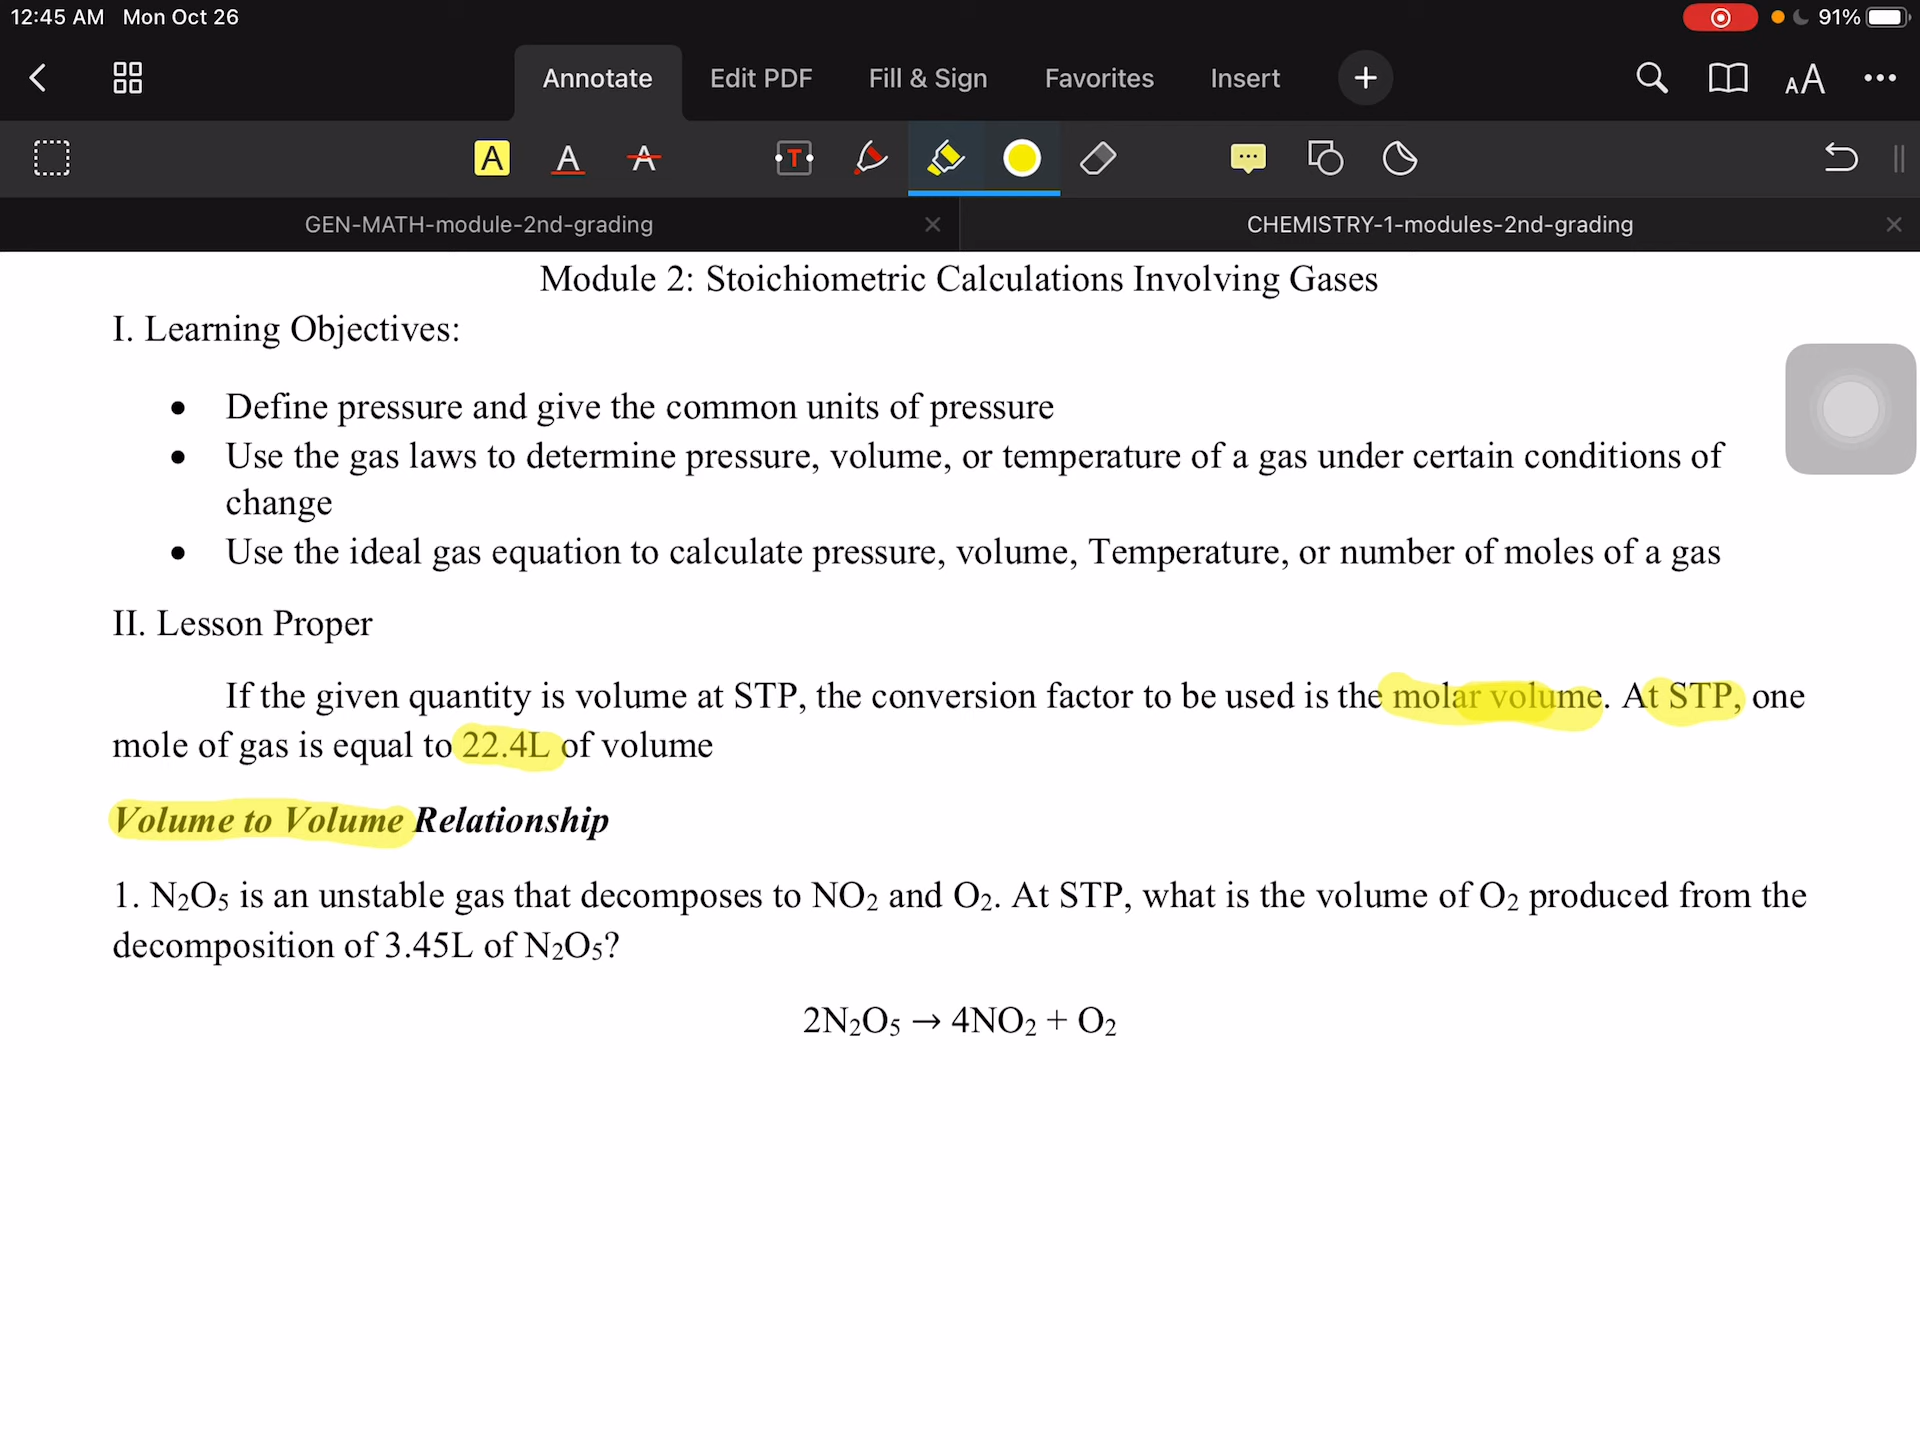 12:45 AM Mon Oct 26
91%
Annotate Edit PDF Fill & Sign Favorites Insert
AA
A A A T
GEN-MATH-module-2nd-grading
CHEMISTRY-1-modules-2nd-grading
Module 2: Stoichiometric Calculations Involving Gases
I. Learning Objectives:
• Define pressure and give the common units of pressure
• Use the gas laws to determine pressure, volume, or temperature of a gas under certain conditions of
change
• Use the ideal gas equation to calculate pressure, volume, Temperature, or number of moles of a gas
II. Lesson Proper
If the given quantity is volume at STP, the conversion factor to be used is the molar volume. At STP, one
mole of gas is equal to 22.4L of volume
Volume to Volume Relationship
1. N₂O₅ is an unstable gas that decomposes to NO₂ and O₂. At STP, what is the volume of O₂ produced from the
decomposition of 3.45L of N₂O₅?
2N₂O₅ → 4NO₂ + O₂